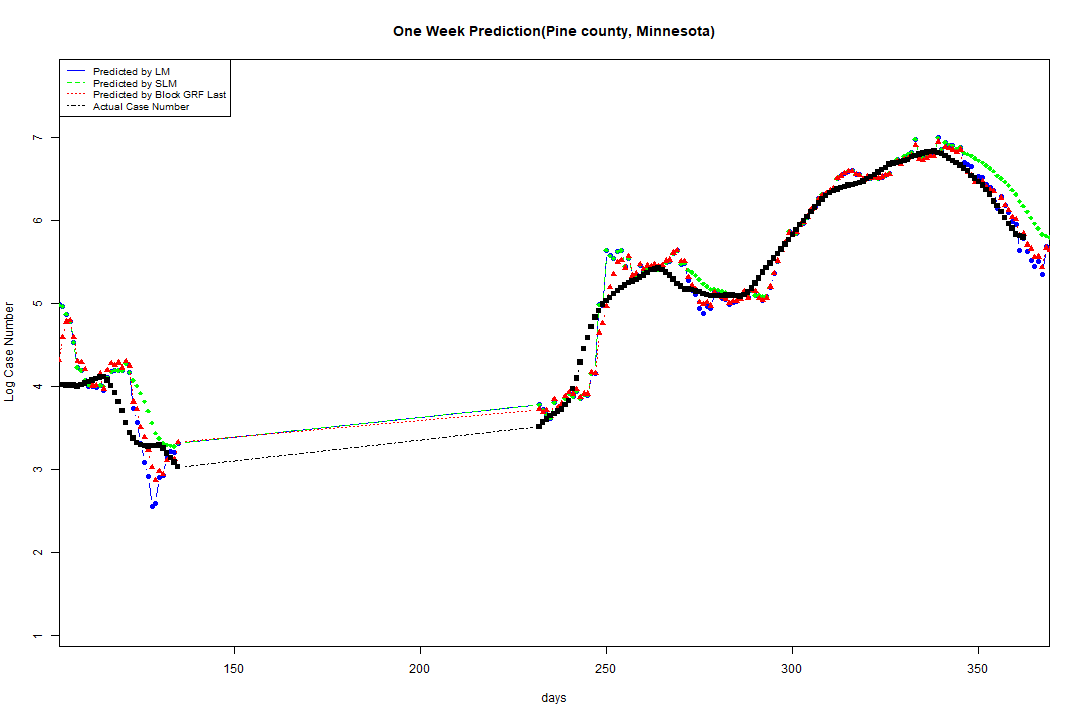 One Week Prediction(Pine county, Minnesota)
Predicted by LM
Predicted by SLM
Predicted by Block GRF Last
Actual Case Number
7
6
5
4
3
2
1
Log Case Number
150 200 250 300 350
days